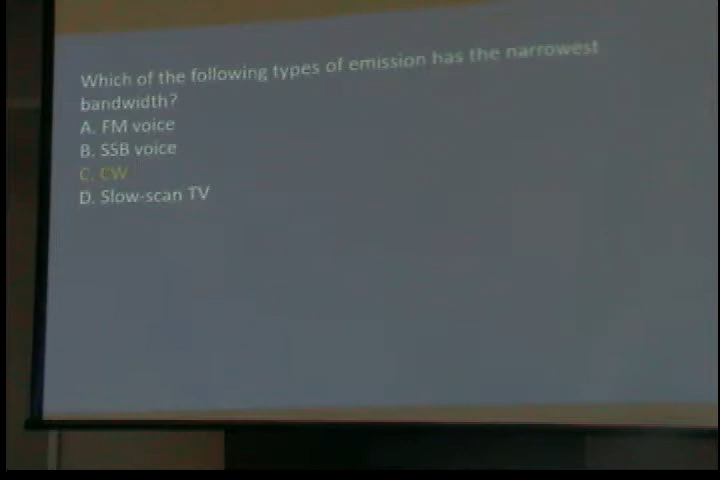 Which of the following types of emission has the narrowest
bandwidth?
A. FM voice
B. SSB voice
C. CW
D. Slow-scan TV